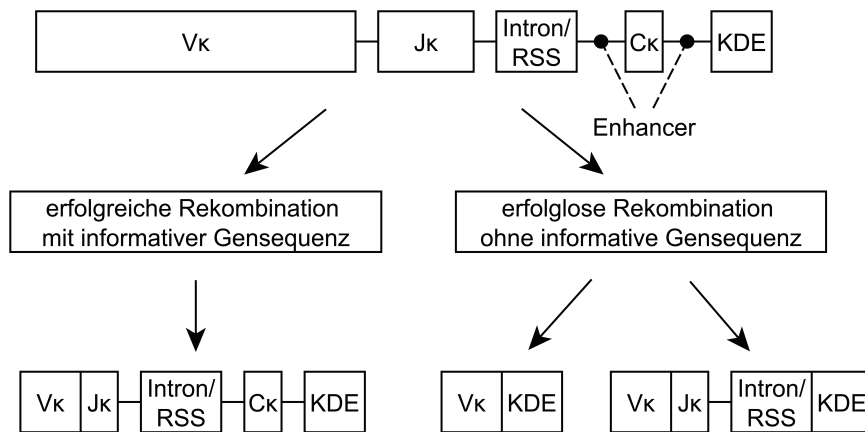 Vκ
Jκ
Intron/
RSS
Cκ
KDE
Enhancer
erfolgreiche Rekombination
mit informativer Gensequenz
erfolglose Rekombination
ohne informative Gensequenz
Vκ
Jκ
Intron/
RSS
Cκ
KDE
Vκ
KDE
Vκ
Jκ
Intron/
RSS
KDE